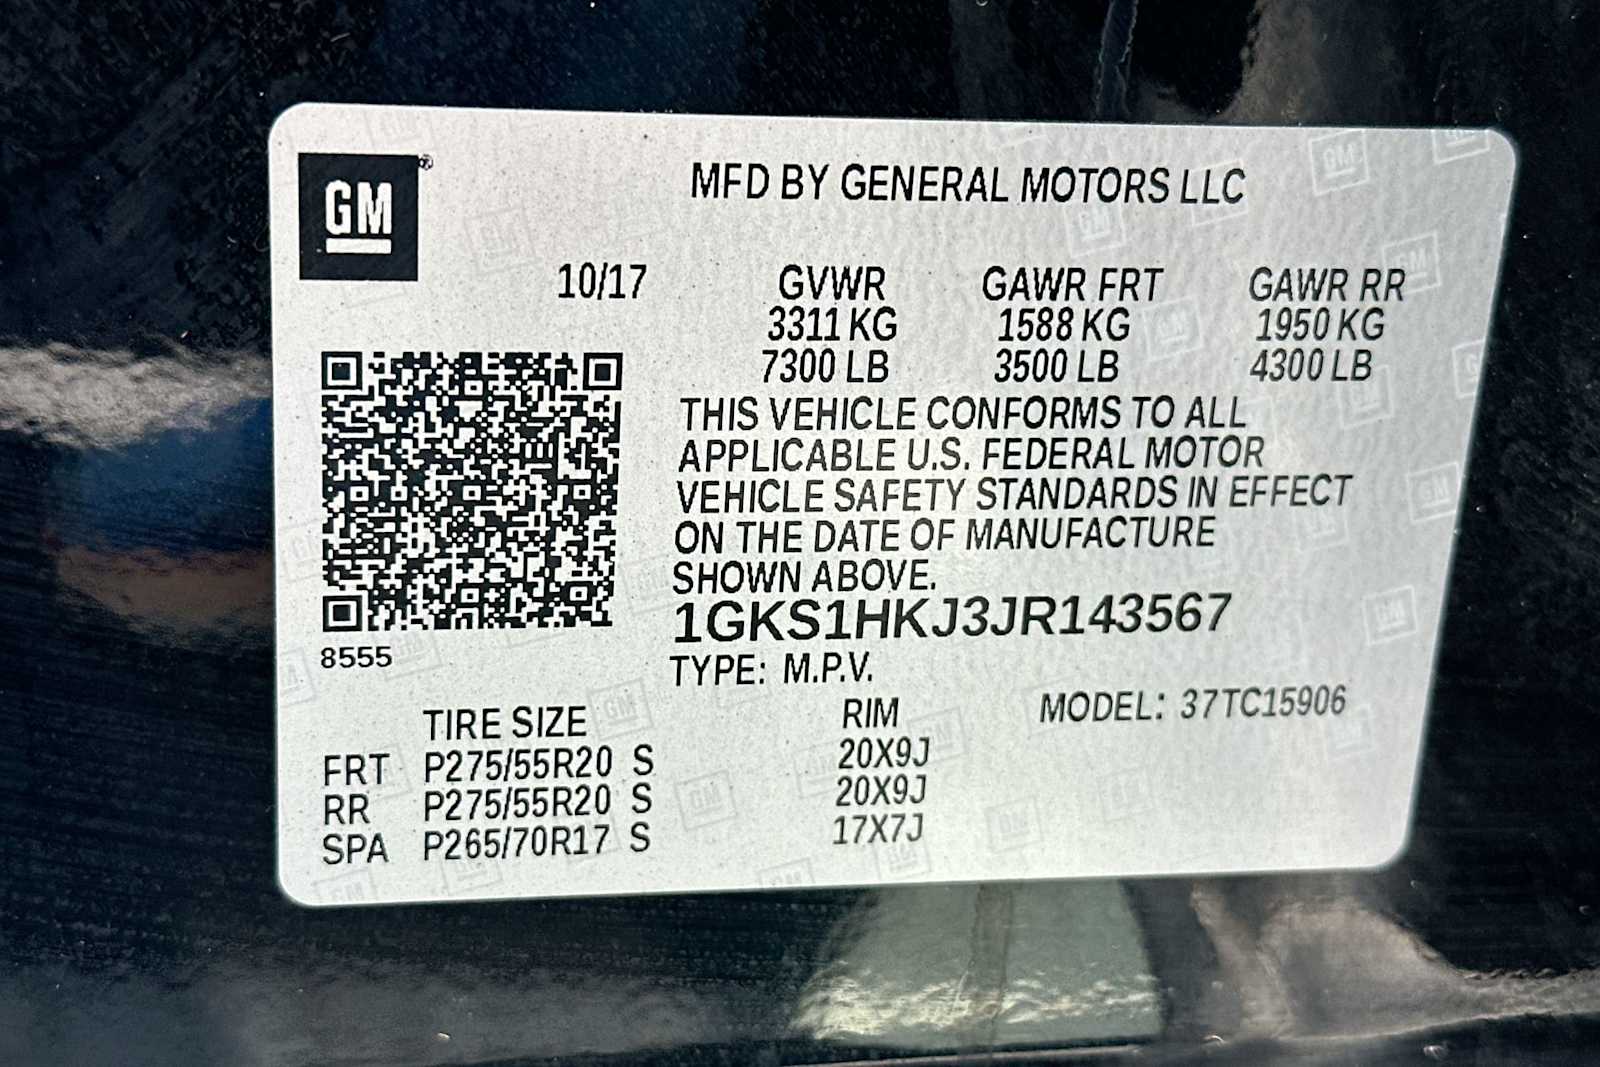 GM®
MFD BY GENERAL MOTORS LLC
10/17 GVWR GAWR FRT GAWR RR
3311 KG 1588 KG 1950 KG
7300 LB 3500 LB 4300 LB
THIS VEHICLE CONFORMS TO ALL
APPLICABLE U.S. FEDERAL MOTOR
VEHICLE SAFETY STANDARDS IN EFFECT
ON THE DATE OF MANUFACTURE
SHOWN ABOVE.
1GKS1HKJ3JR143567
8555
TYPE: M.P.V.
MODEL: 37TC15906
TIRE SIZE RIM
FRT P275/55R20 S 20X9J
RR P275/55R20 S 20X9J
SPA P265/70R17 S 17X7J